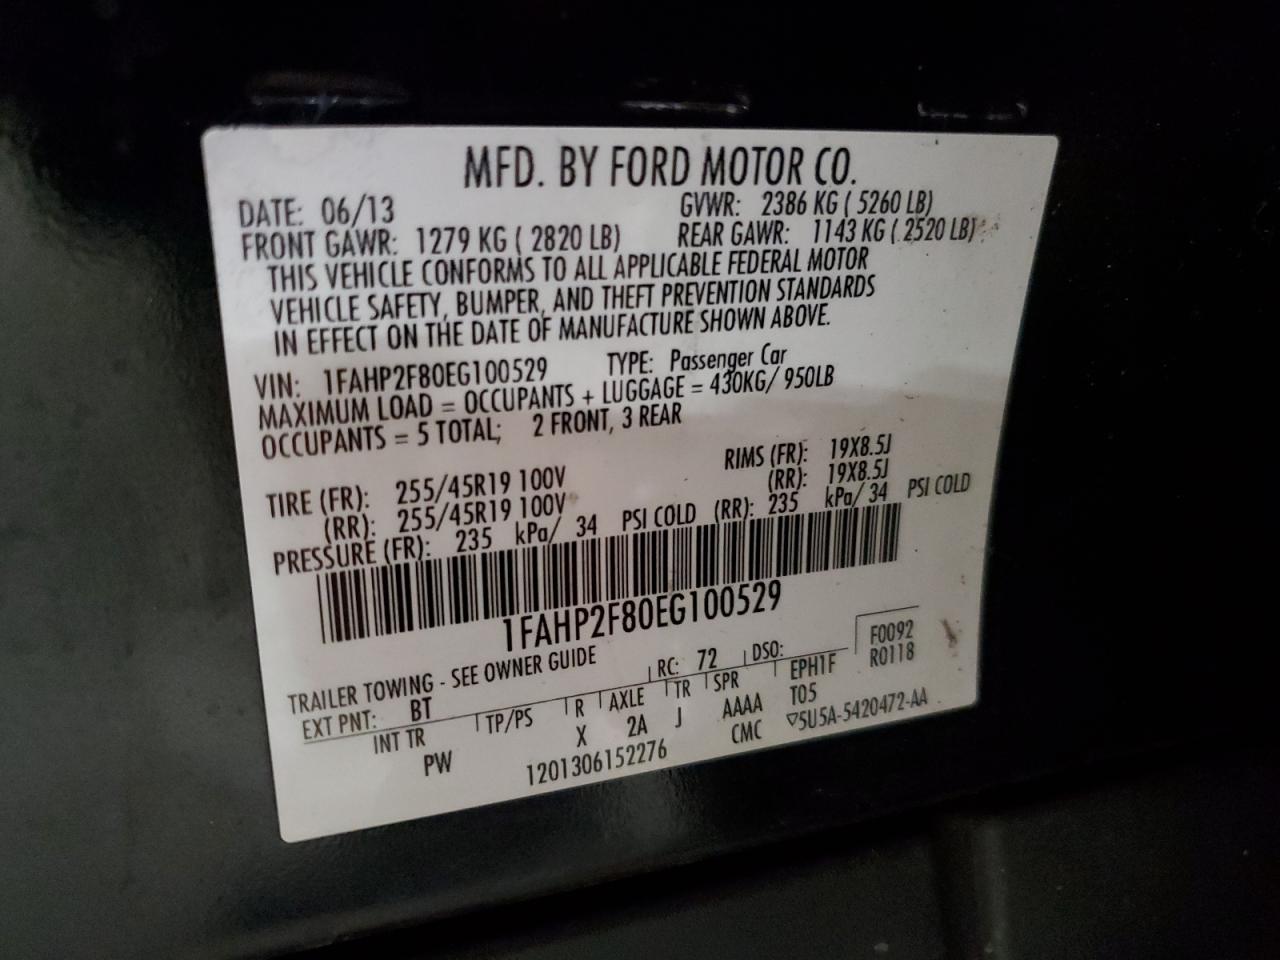 MFD. BY FORD MOTOR CO.
DATE: 06/13 GVWR: 2386 KG ( 5260 LB)
FRONT GAWR: 1279 KG ( 2820 LB) REAR GAWR: 1143 KG ( 2520 LB)
THIS VEHICLE CONFORMS TO ALL APPLICABLE FEDERAL MOTOR
VEHICLE SAFETY, BUMPER, AND THEFT PREVENTION STANDARDS
IN EFFECT ON THE DATE OF MANUFACTURE SHOWN ABOVE.
VIN: 1FAHP2F80EG100529 TYPE: Passenger Car
MAXIMUM LOAD = OCCUPANTS + LUGGAGE = 430KG/ 950LB
OCCUPANTS = 5 TOTAL; 2 FRONT, 3 REAR
TIRE (FR): 255/45R19 100V RIMS (FR): 19X8.5J
(RR): 255/45R19 100V (RR): 19X8.5J
PRESSURE (FR): 235 kPa/ 34 PSI COLD (RR): 235 kPa/ 34 PSI COLD
1FAHP2F80EG100529
TRAILER TOWING - SEE OWNER GUIDE F0092
EXT PNT: BT RC: 72 DSO: R0118
INT TR TP/PS R AXLE TR SPR EPH1F
PW X 2A J AAAA T05
1201306152276 CMC ▽5U5A-5420472-AA